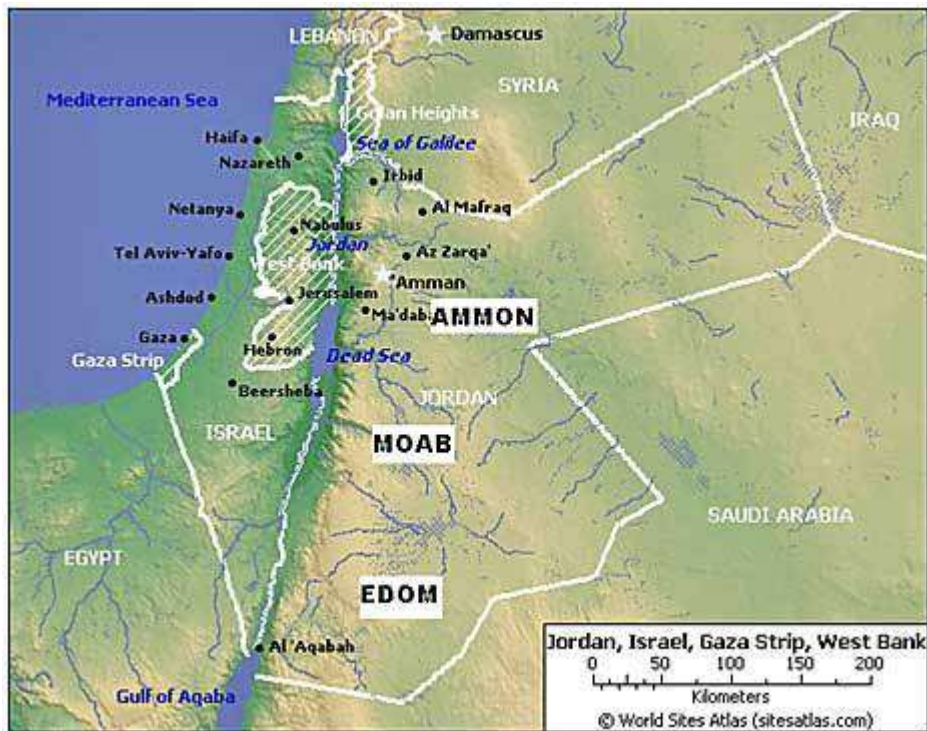 LEBANON
Damascus
SYRIA
Mediterranean Sea
Golan Heights
IRAQ
Haifa
Sea of Galilee
Nazareth
Irbid
Netanya
Al Mafraq
Nabulus
Jordan
Tel Aviv-Yafo
West Bank
Az Zarqa'
Amman
Ashdod
Jerusalem
Ma'daba
AMMON
Gaza
Hebron
Dead Sea
Gaza Strip
Beersheba
JORDAN
ISRAEL
MOAB
SAUDI ARABIA
EGYPT
EDOM
Al 'Aqabah
Gulf of Aqaba
Jordan, Israel, Gaza Strip, West Bank
0 50 100 150 200
Kilometers
© World Sites Atlas (sitesatlas.com)